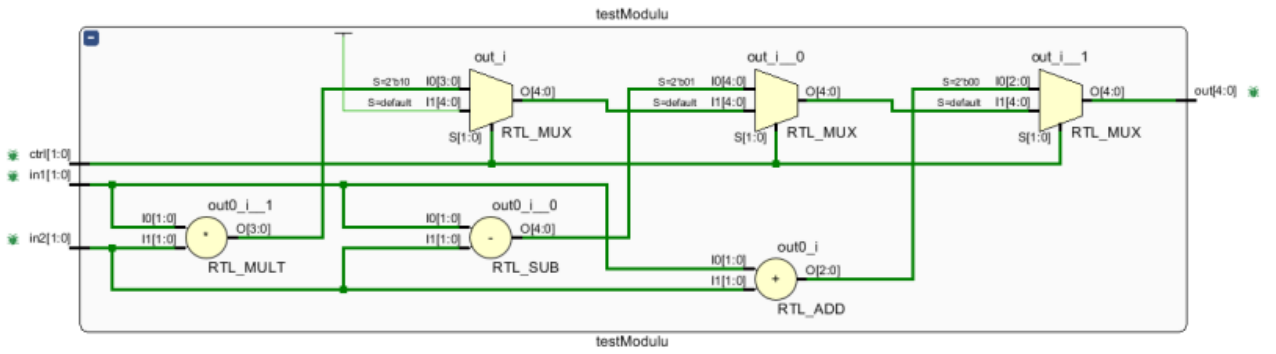 testModulu
out_i
S=2'b10 I0[3:0]
S=default I1[4:0]
O[4:0]
S[1:0]
RTL_MUX
out_i__0
S=2'b01 I0[4:0]
S=default I1[4:0]
O[4:0]
S[1:0]
RTL_MUX
out_i__1
S=2'b00 I0[2:0]
S=default I1[4:0]
O[4:0]
S[1:0]
RTL_MUX
out[4:0]
ctrl[1:0]
in1[1:0]
in2[1:0]
out0_i__1
I0[1:0]
I1[1:0]
*
O[3:0]
RTL_MULT
out0_i__0
I0[1:0]
I1[1:0]
-
O[4:0]
RTL_SUB
out0_i
I0[1:0]
I1[1:0]
+
O[2:0]
RTL_ADD
testModulu